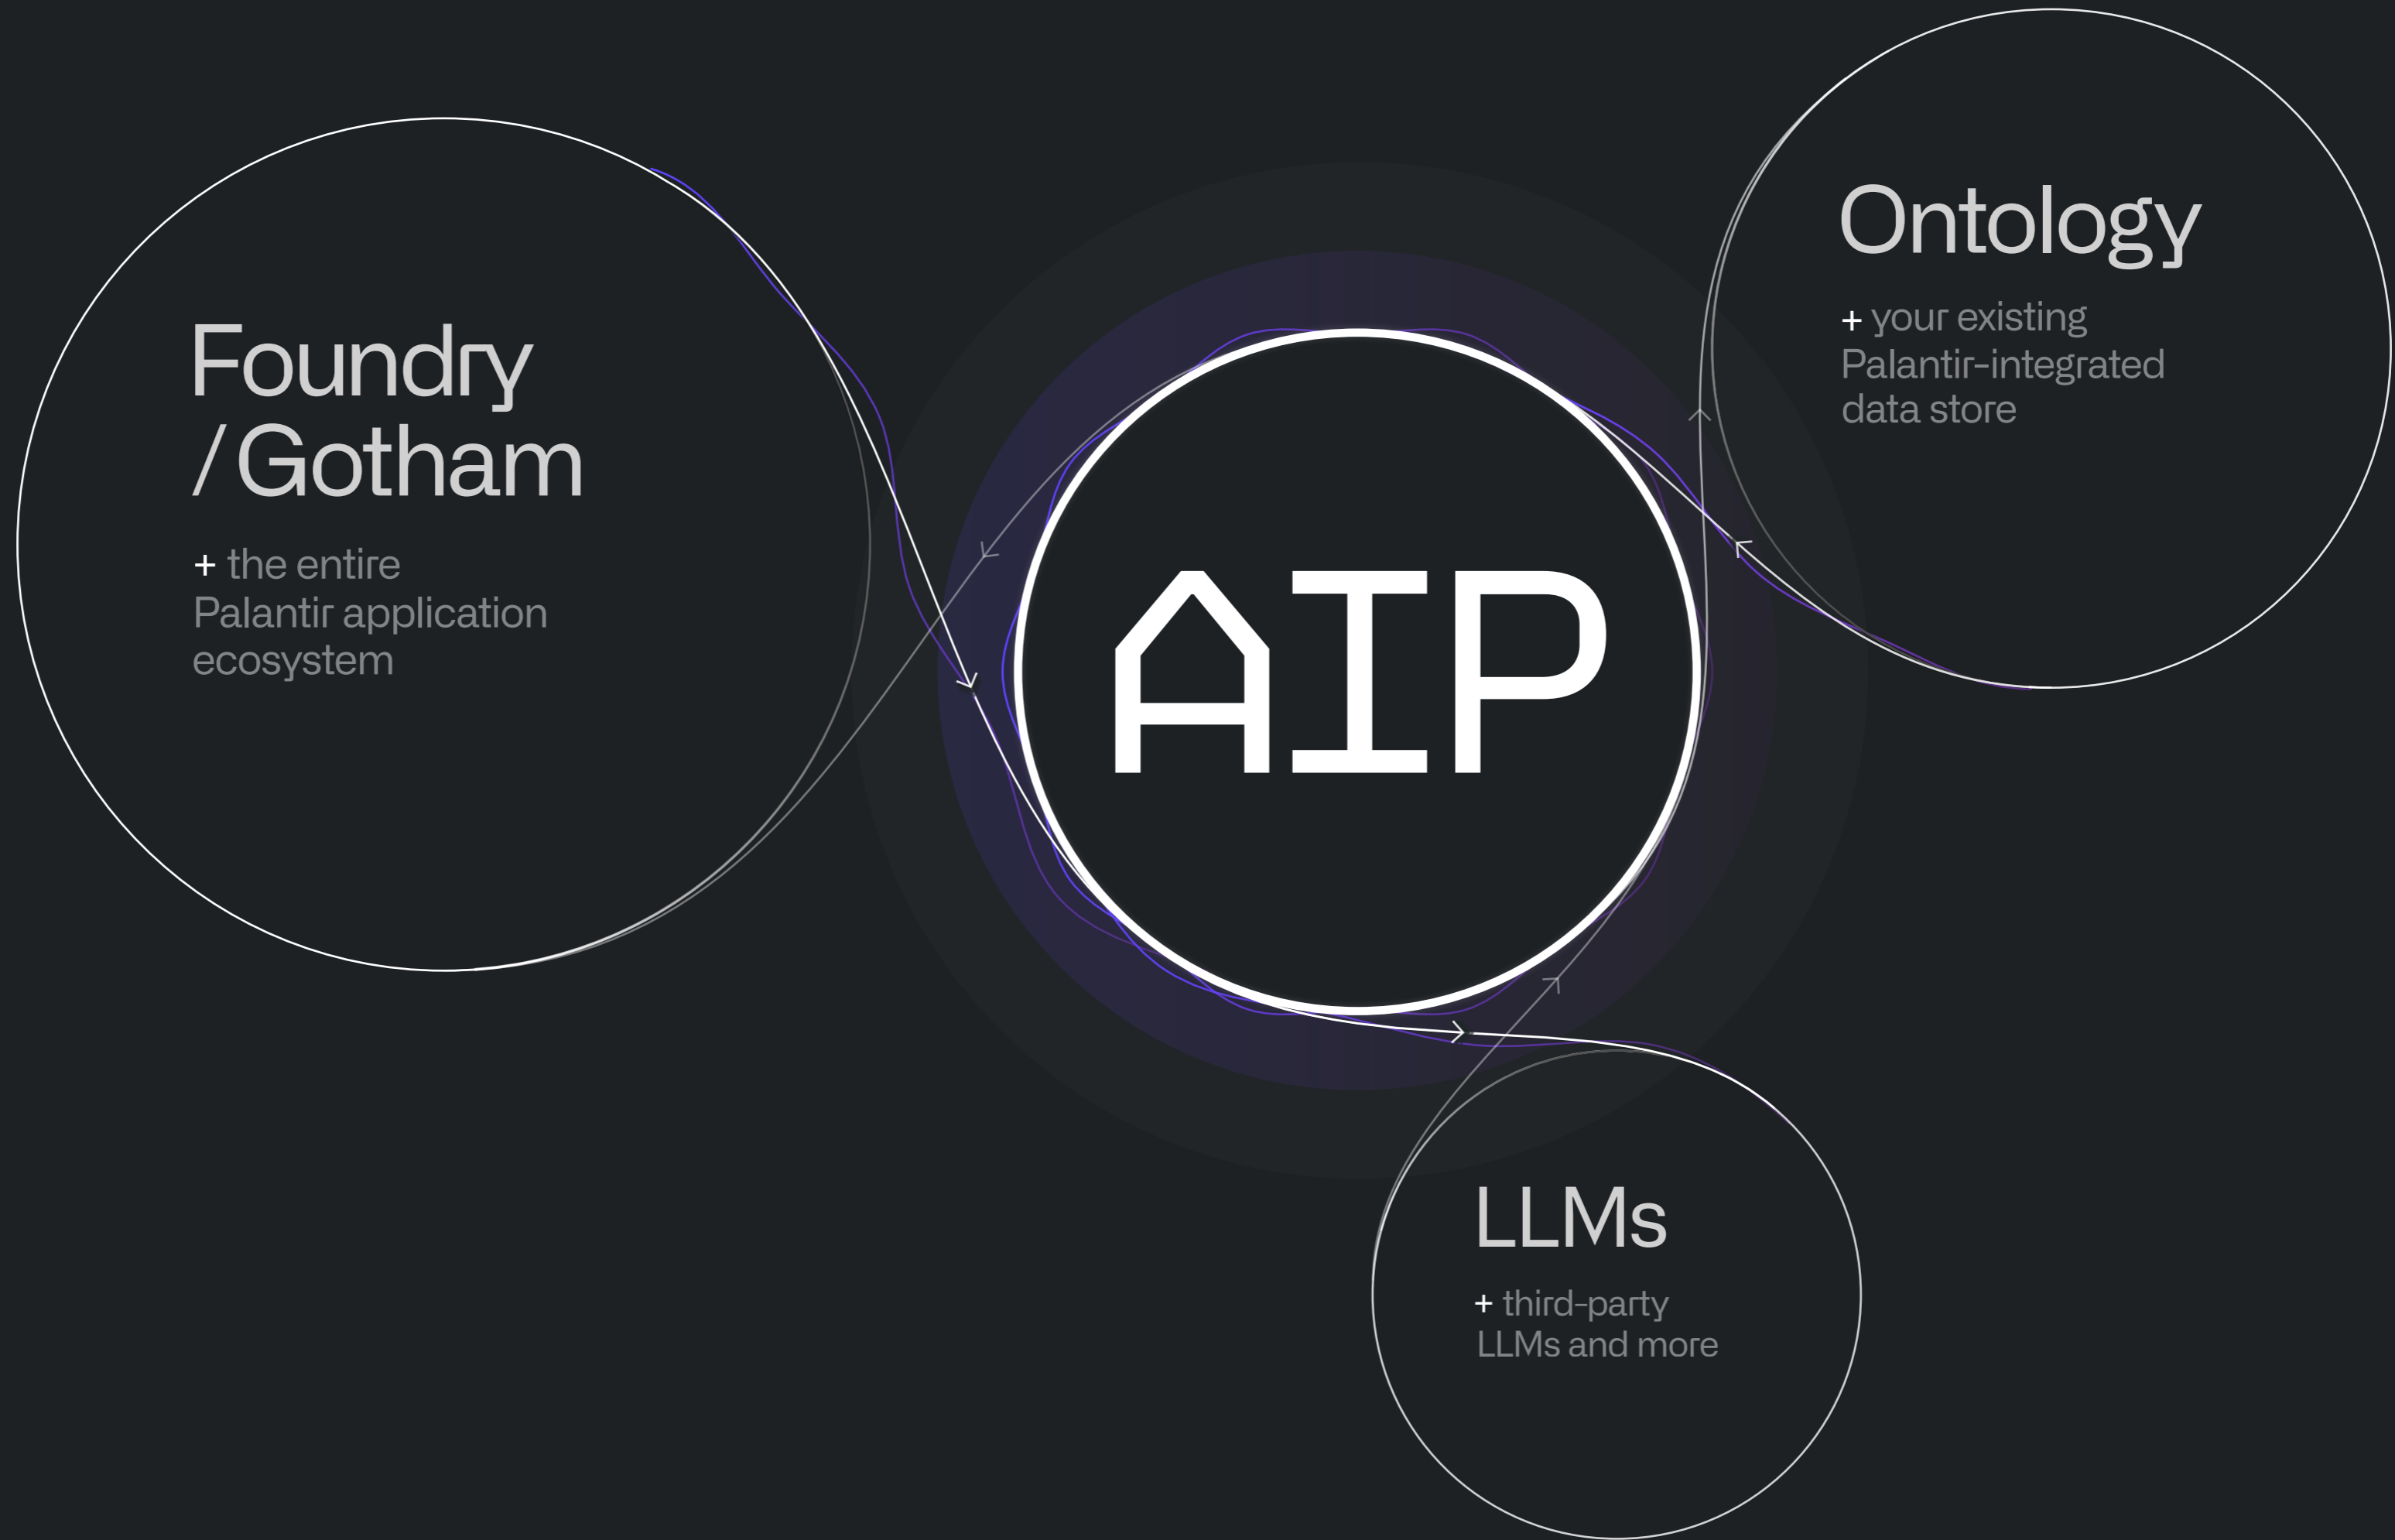 Foundry
/Gotham
+ the entire
Palantir application
ecosystem
AIP
Ontology
+ your existing
Palantir-integrated
data store
LLMs
+ third-party
LLMs and more